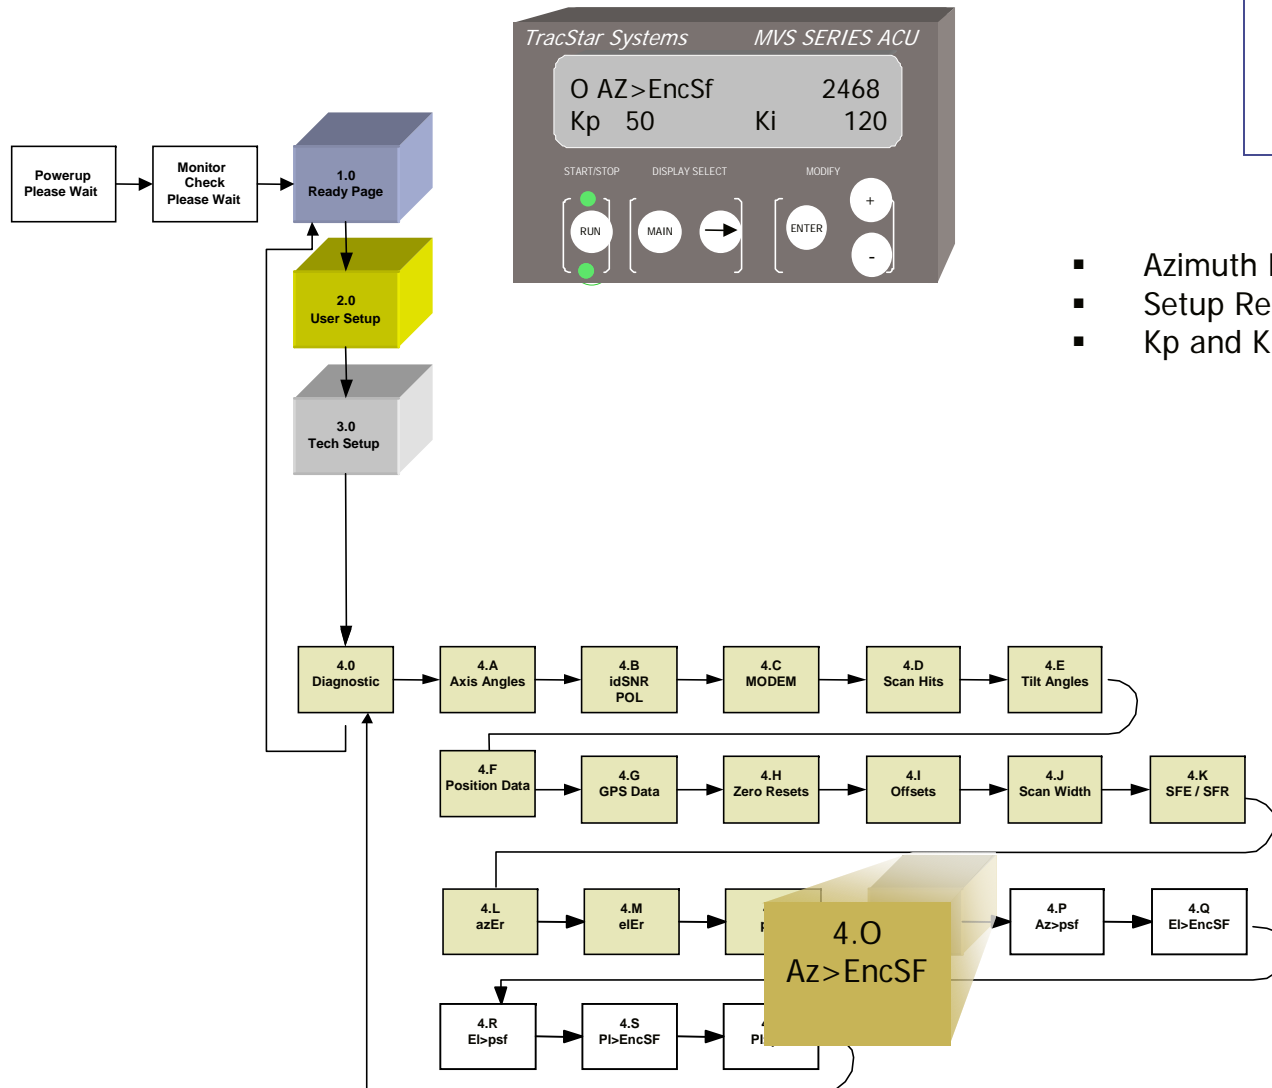 TracStar Systems MVS SERIES ACU
O AZ>EncSf 2468
Kp 50 Ki 120
START/STOP DISPLAY SELECT MODIFY
RUN MAIN ENTER + -
Powerup
Please Wait
Monitor
Check
Please Wait
1.0
Ready Page
2.0
User Setup
3.0
Tech Setup
▪ Azimuth
▪ Setup
▪ Kp and
4.0
Diagnostic
4.A
Axis Angles
4.B
idSNR
POL
4.C
MODEM
4.D
Scan Hits
4.E
Tilt Angles
4.F
Position Data
4.G
GPS Data
4.H
Zero Resets
4.I
Offsets
4.J
Scan Width
4.K
SFE / SFR
4.L
azEr
4.M
elEr
4.O
Az>EncSF
4.P
Az>psf
4.Q
El>EncSF
4.R
El>psf
4.S
Pl>EncSF